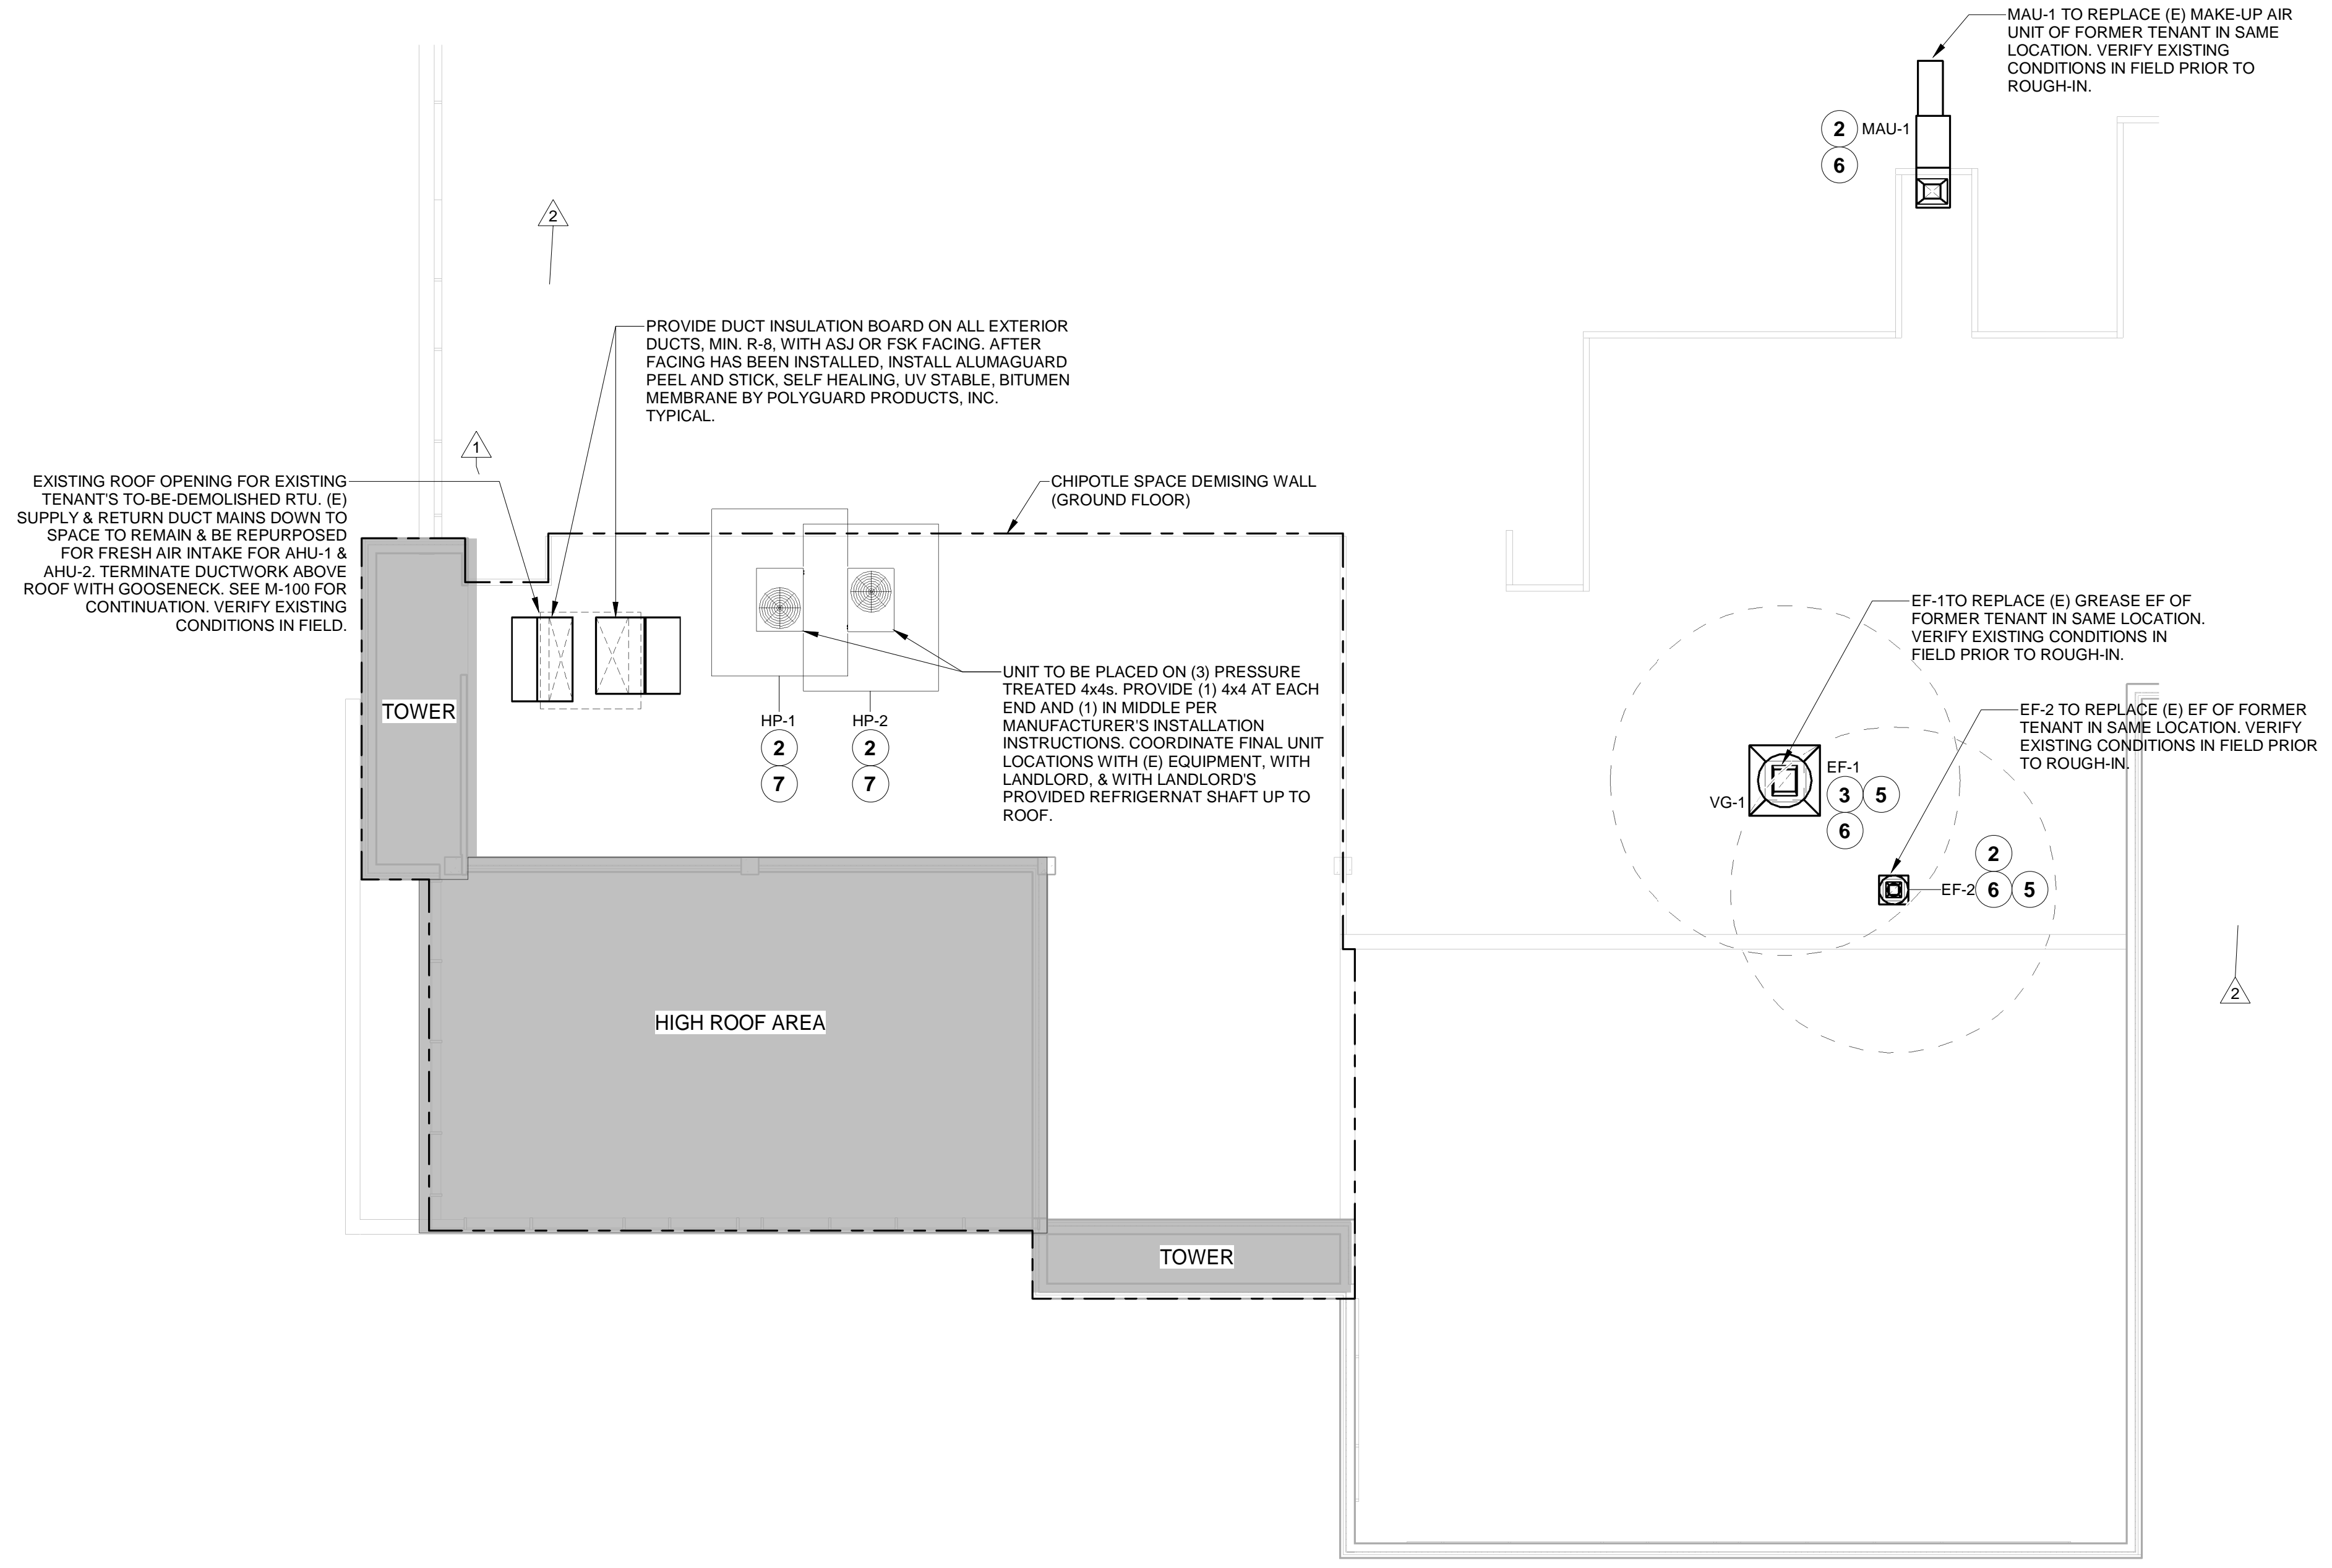 MAU-1 TO REPLACE (E) MAKE-UP AIR
UNIT OF FORMER TENANT IN SAME
LOCATION. VERIFY EXISTING
CONDITIONS IN FIELD PRIOR TO
ROUGH-IN.
2 MAU-1
6
2
PROVIDE DUCT INSULATION BOARD ON ALL EXTERIOR
DUCTS, MIN. R-8, WITH ASJ OR FSK FACING. AFTER
FACING HAS BEEN INSTALLED, INSTALL ALUMAGUARD
PEEL AND STICK, SELF HEALING, UV STABLE, BITUMEN
MEMBRANE BY POLYGUARD PRODUCTS, INC.
TYPICAL.
1
EXISTING ROOF OPENING FOR EXISTING
TENANT'S TO-BE-DEMOLISHED RTU. (E)
SUPPLY & RETURN DUCT MAINS DOWN TO
SPACE TO REMAIN & BE REPURPOSED
FOR FRESH AIR INTAKE FOR AHU-1 &
AHU-2. TERMINATE DUCTWORK ABOVE
ROOF WITH GOOSENECK. SEE M-100 FOR
CONTINUATION. VERIFY EXISTING
CONDITIONS IN FIELD.
CHIPOTLE SPACE DEMISING WALL
(GROUND FLOOR)
EF-1TO REPLACE (E) GREASE EF OF
FORMER TENANT IN SAME LOCATION.
VERIFY EXISTING CONDITIONS IN
FIELD PRIOR TO ROUGH-IN.
UNIT TO BE PLACED ON (3) PRESSURE
TREATED 4x4s. PROVIDE (1) 4x4 AT EACH
END AND (1) IN MIDDLE PER
MANUFACTURER'S INSTALLATION
INSTRUCTIONS. COORDINATE FINAL UNIT
LOCATIONS WITH (E) EQUIPMENT, WITH
LANDLORD, & WITH LANDLORD'S
PROVIDED REFRIGERNAT SHAFT UP TO
ROOF.
TOWER
HP-1
2
7
HP-2
2
7
EF-2 TO REPLACE (E) EF OF FORMER
TENANT IN SAME LOCATION. VERIFY
EXISTING CONDITIONS IN FIELD PRIOR
TO ROUGH-IN.
EF-1
VG-1
3 5
6
2
EF-2 6 5
2
HIGH ROOF AREA
TOWER